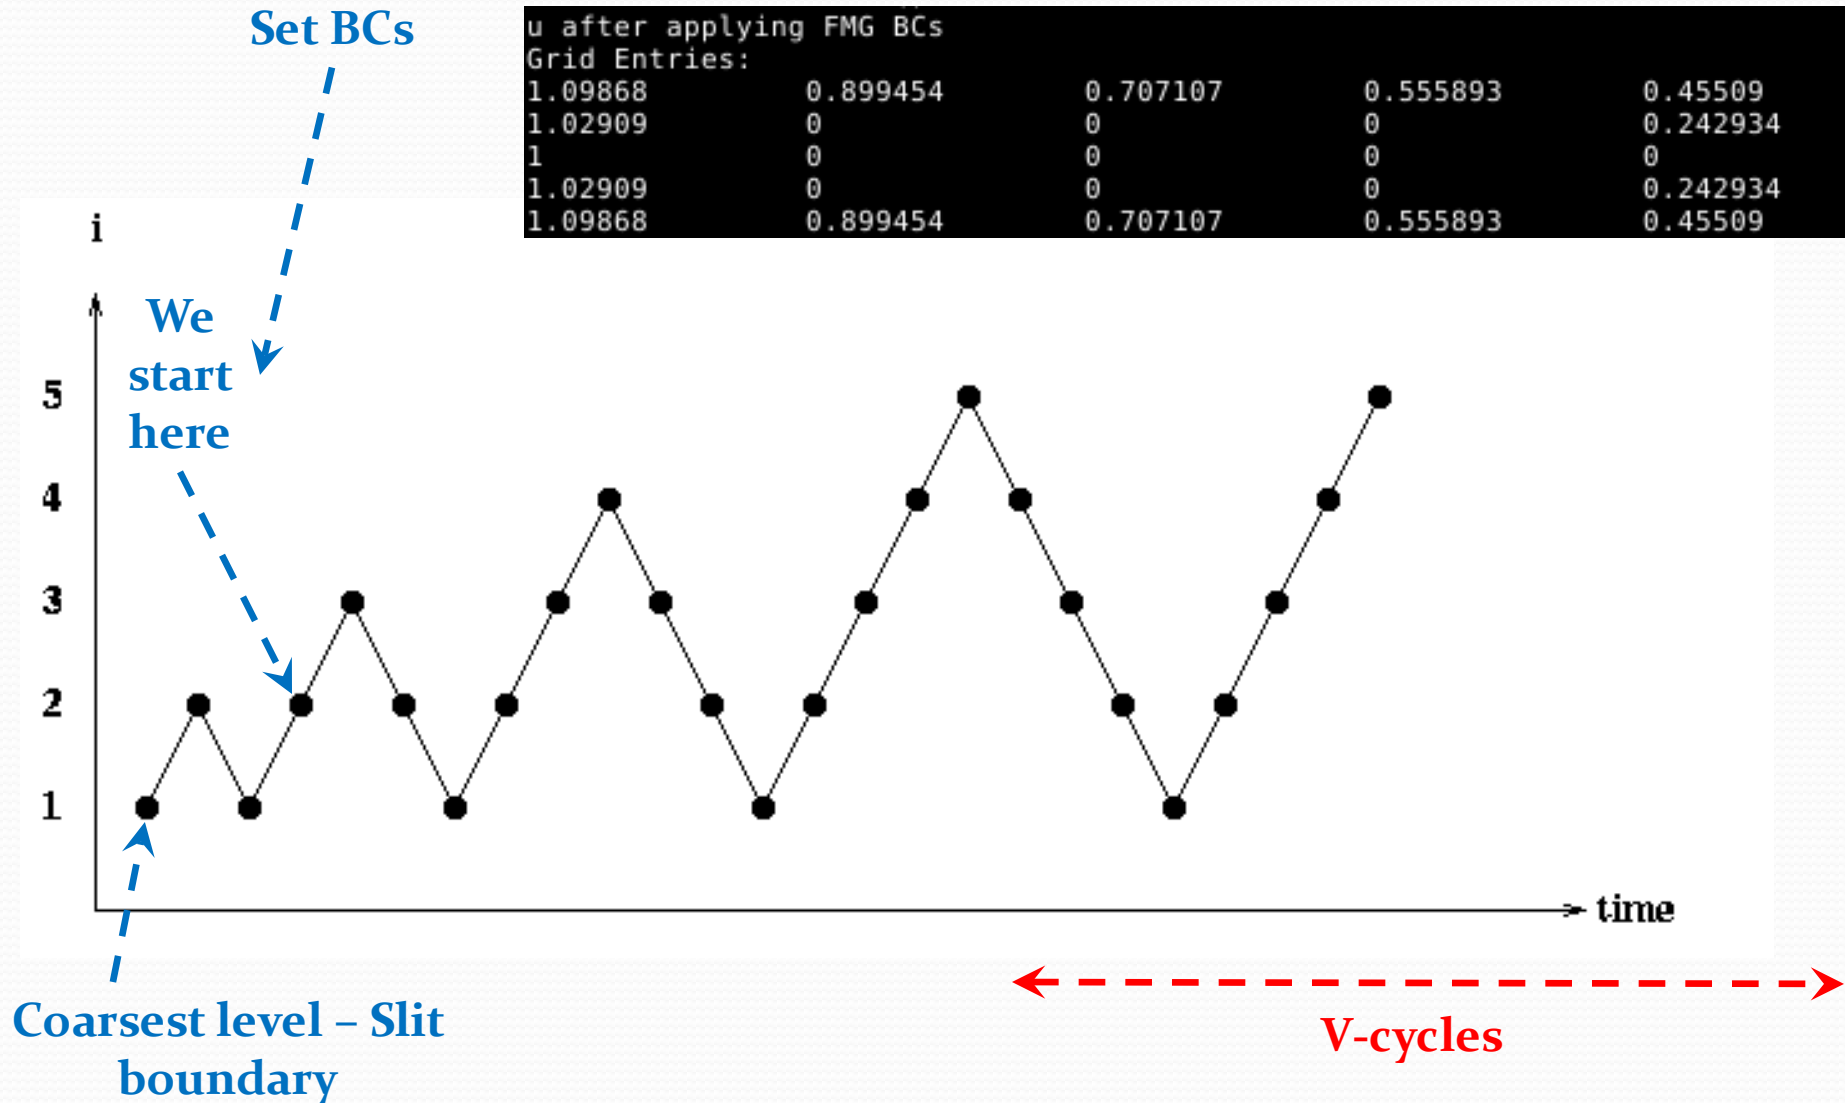 Set BCs
u after applying FMG BCs
Grid Entries:
1.09868 0.899454 0.707107 0.555893 0.45509
1.02909 0 0 0 0.242934
1 0 0 0 0
1.02909 0 0 0 0.242934
1.09868 0.899454 0.707107 0.555893 0.45509
i
We
start
here
5
4
3
2
1
time
Coarsest level – Slit
boundary
V-cycles